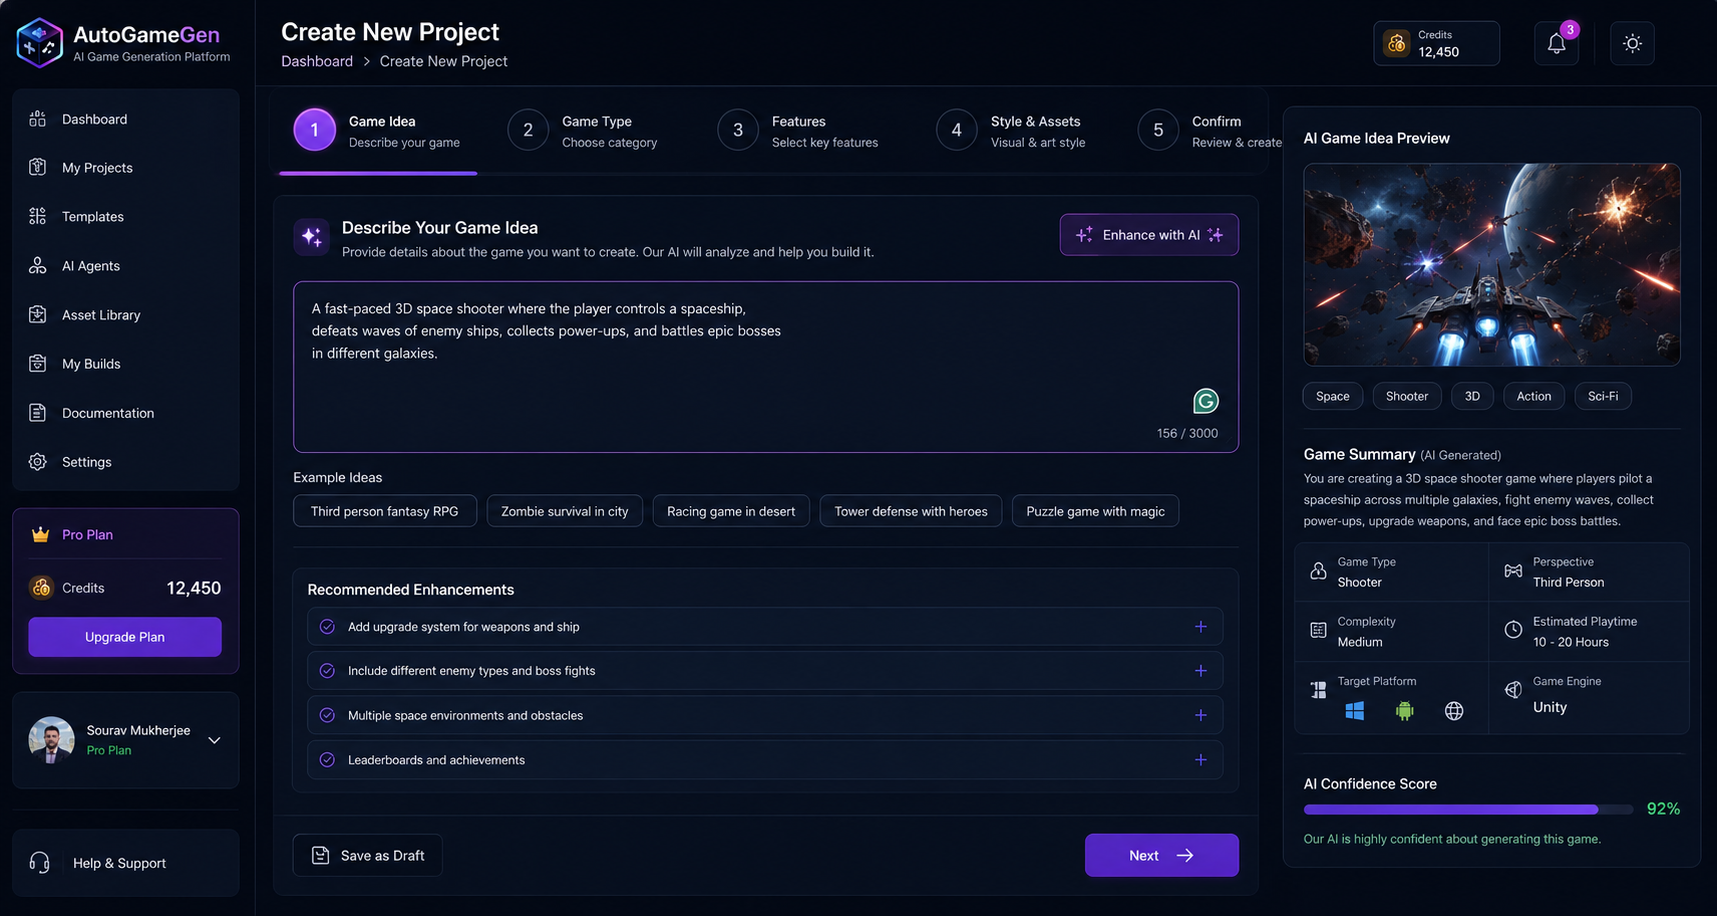 AutoGameGen
AI Game Generation Platform
Dashboard
My Projects
Templates
AI Agents
Asset Library
My Builds
Documentation
Settings
Pro Plan
Credits 12,450
Upgrade Plan
Sourav Mukherjee
Pro Plan
Help & Support
Create New Project
Dashboard > Create New Project
Credits
12,450
3
1 Game Idea
Describe your game
2 Game Type
Choose category
3 Features
Select key features
4 Style & Assets
Visual & art style
5 Confirm
Review & create
Describe Your Game Idea
Provide details about the game you want to create. Our AI will analyze and help you build it.
Enhance with AI
A fast-paced 3D space shooter where the player controls a spaceship,
defeats waves of enemy ships, collects power-ups, and battles epic bosses
in different galaxies.
G
156 / 3000
Example Ideas
Third person fantasy RPG
Zombie survival in city
Racing game in desert
Tower defense with heroes
Puzzle game with magic
Recommended Enhancements
Add upgrade system for weapons and ship
Include different enemy types and boss fights
Multiple space environments and obstacles
Leaderboards and achievements
Save as Draft
Next
AI Game Idea Preview
Space
Shooter
3D
Action
Sci-Fi
Game Summary (AI Generated)
You are creating a 3D space shooter game where players pilot a
spaceship across multiple galaxies, fight enemy waves, collect
power-ups, upgrade weapons, and face epic boss battles.
Game Type
Shooter
Perspective
Third Person
Complexity
Medium
Estimated Playtime
10 - 20 Hours
Target Platform
Game Engine
Unity
AI Confidence Score
92%
Our AI is highly confident about generating this game.